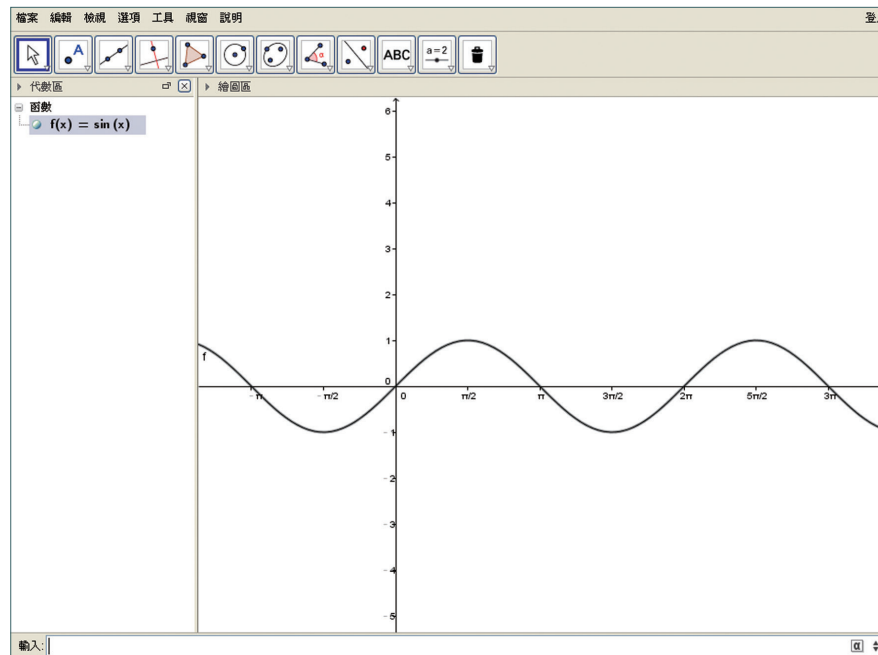 檔案 編輯 檢視 選項 工具 視窗 說明
A α ABC a=2
代數區
繪圖區
函數
f(x) = sin (x)
6
5
4
3
2
1
f
0
-π -π/2 0 π/2 π 3π/2 2π 5π/2 3π
-1
-2
-3
-4
-5
輸入: α